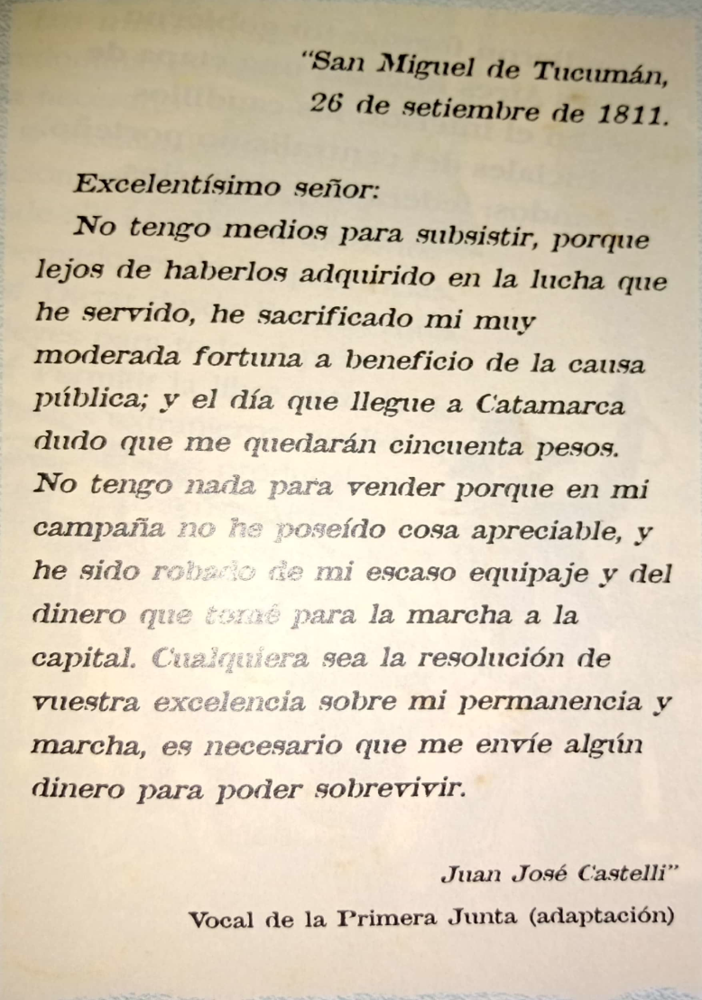 “San Miguel de Tucumán,
26 de setiembre de 1811.
Excelentísimo señor:
No tengo medios para subsistir, porque
lejos de haberlos adquirido en la lucha que
he servido, he sacrificado mi muy
moderada fortuna a beneficio de la causa
pública; y el día que llegue a Catamarca
dudo que me quedarán cincuenta pesos.
No tengo nada para vender porque en mi
campaña no he poseído cosa apreciable, y
he sido robado de mi escaso equipaje y del
dinero que tomé para la marcha a la
capital. Cualquiera sea la resolución de
vuestra excelencia sobre mi permanencia y
marcha, es necesario que me envíe algún
dinero para poder sobrevivir.
Juan José Castelli”
Vocal de la Primera Junta (adaptación)